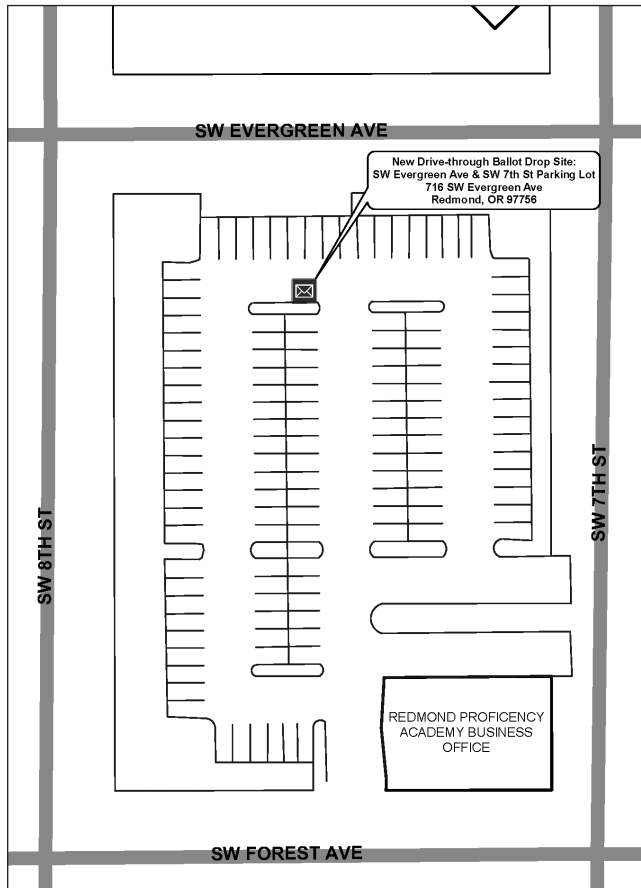 SW EVERGREEN AVE
New Drive-through Ballot Drop Site:
SW Evergreen Ave & SW 7th St Parking Lot
716 SW Evergreen Ave
Redmond, OR 97756
SW 8TH ST
SW 7TH ST
REDMOND PROFICENCY
ACADEMY BUSINESS
OFFICE
SW FOREST AVE